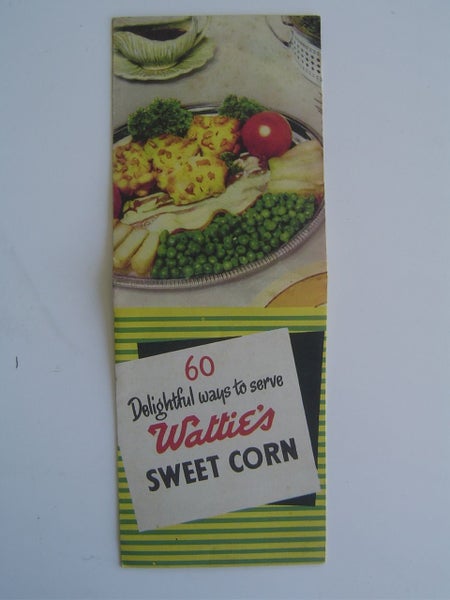 60
Delightful ways to serve
Wattie's
SWEET CORN